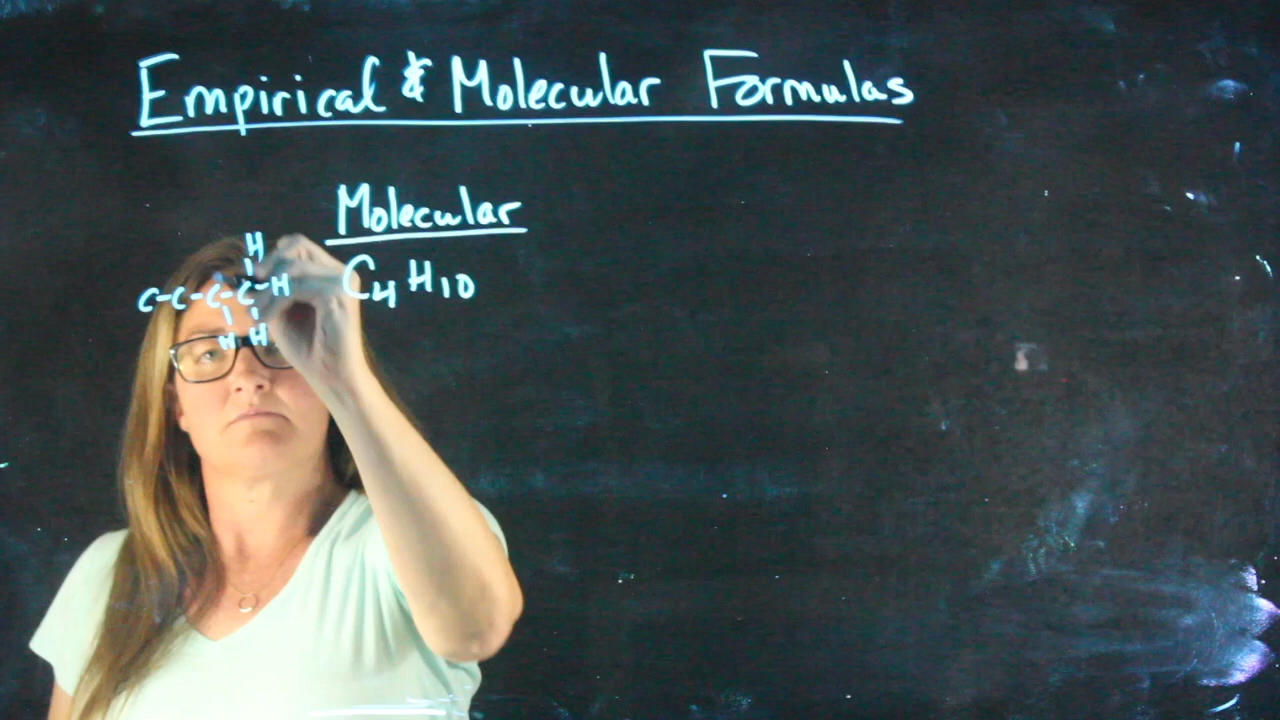 Empirical & Molecular Formulas
Molecular
H
C-C-C-C-H C4H10
H H